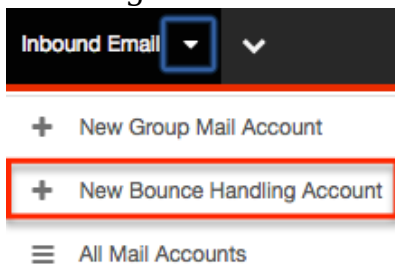 Inbound Email
New Group Mail Account
New Bounce Handling Account
All Mail Accounts